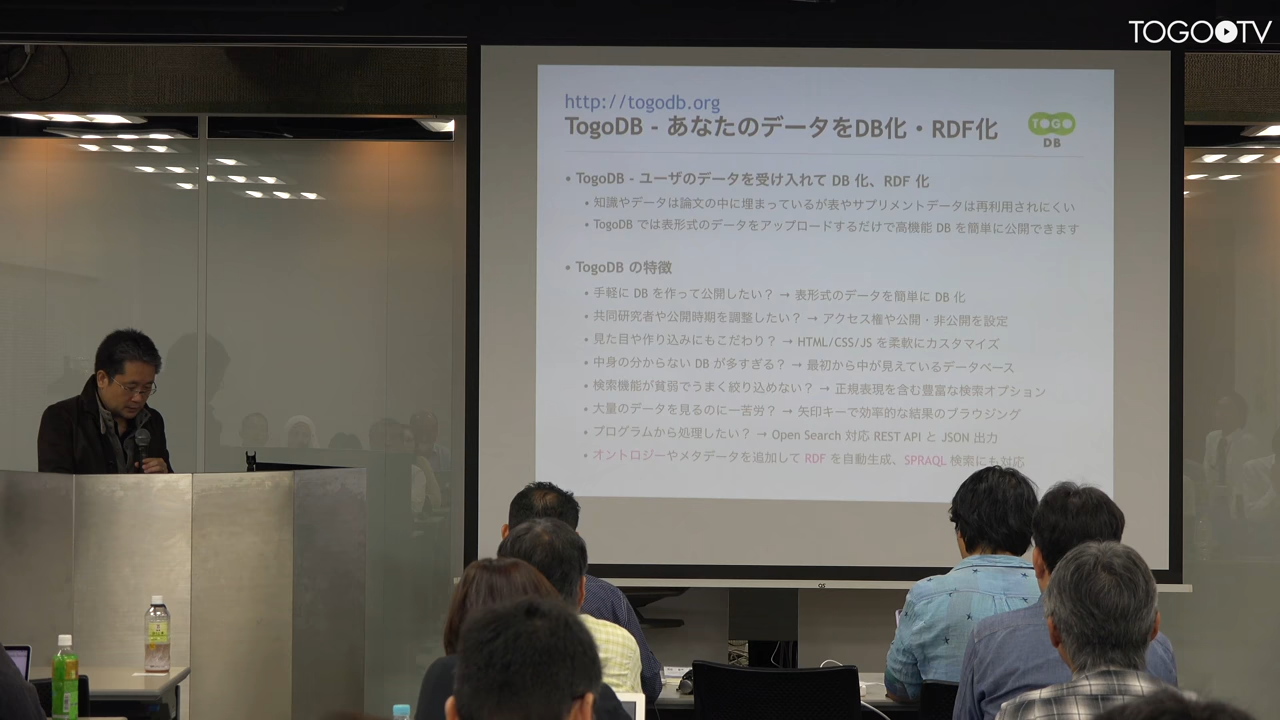 TOGO TV
http://togodb.org
TogoDB - あなたのデータをDB化・RDF化
TOGO
DB
• TogoDB - ユーザのデータを受け入れて DB 化、RDF 化
• 知識やデータは論文の中に埋まっているが表やサプリメントデータは再利用されにくい
• TogoDB では表形式のデータをアップロードするだけで高機能 DB を簡単に公開できます
• TogoDB の特徴
• 手軽に DB を作って公開したい？ → 表形式のデータを簡単に DB 化
• 共同研究者や公開時期を調整したい？ → アクセス権や公開・非公開を設定
• 見た目や作り込みにもこだわり？ → HTML/CSS/JS を柔軟にカスタマイズ
• 中身の分からない DB が多すぎる？ → 最初から中が見えているデータベース
• 検索機能が貧弱でうまく絞り込めない？ → 正規表現を含む豊富な検索オプション
• 大量のデータを見るのに一苦労？ → 矢印キーで効率的な結果のブラウジング
• プログラムから処理したい？ → Open Search 対応 REST API と JSON 出力
• オントロジーやメタデータを追加して RDF を自動生成、SPRAQL 検索にも対応